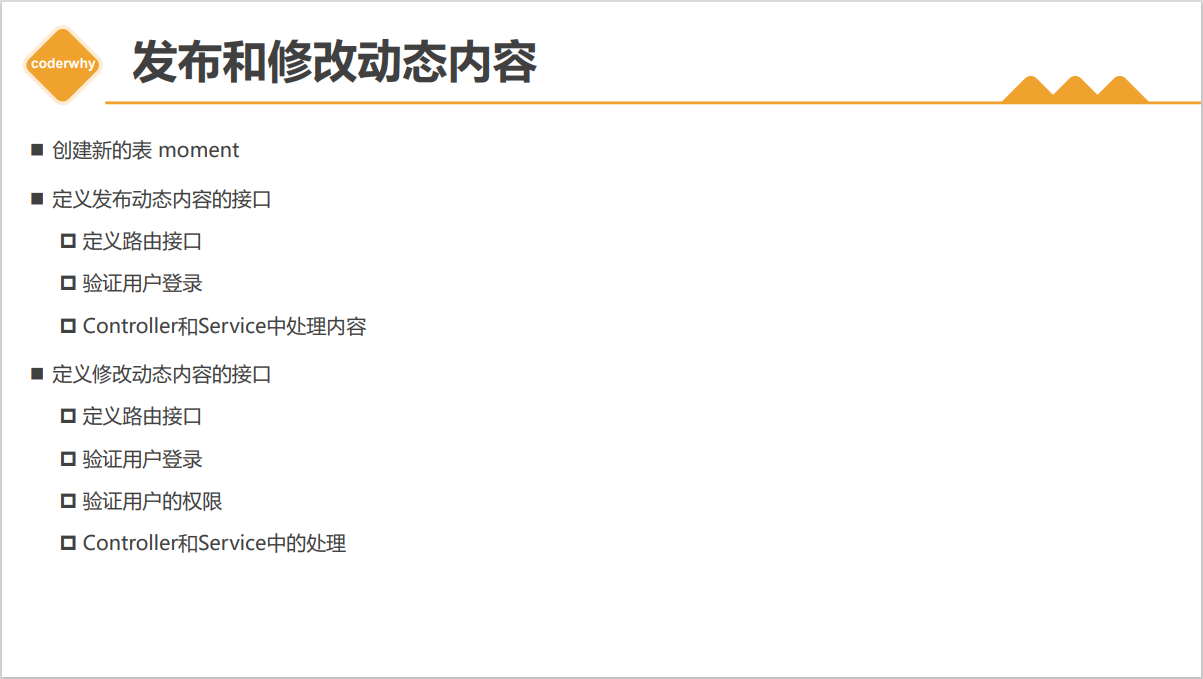 coderwhy
发布和修改动态内容
创建新的表 moment
定义发布动态内容的接口
定义路由接口
验证用户登录
Controller和Service中处理内容
定义修改动态内容的接口
定义路由接口
验证用户登录
验证用户的权限
Controller和Service中的处理